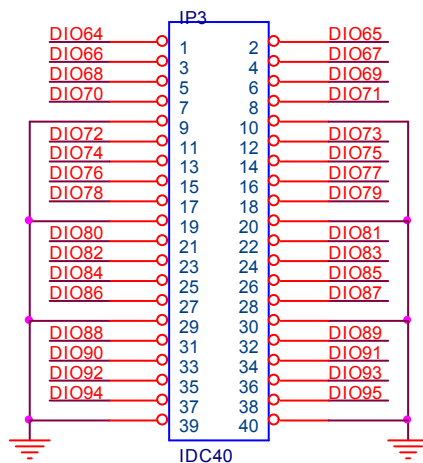 IP3
DIO64 1 2 DIO65
DIO66 3 4 DIO67
DIO68 5 6 DIO69
DIO70 7 8 DIO71
9 10
DIO72 11 12 DIO73
DIO74 13 14 DIO75
DIO76 15 16 DIO77
DIO78 17 18 DIO79
19 20
DIO80 21 22 DIO81
DIO82 23 24 DIO83
DIO84 25 26 DIO85
DIO86 27 28 DIO87
29 30
DIO88 31 32 DIO89
DIO90 33 34 DIO91
DIO92 35 36 DIO93
DIO94 37 38 DIO95
39 40
IDC40